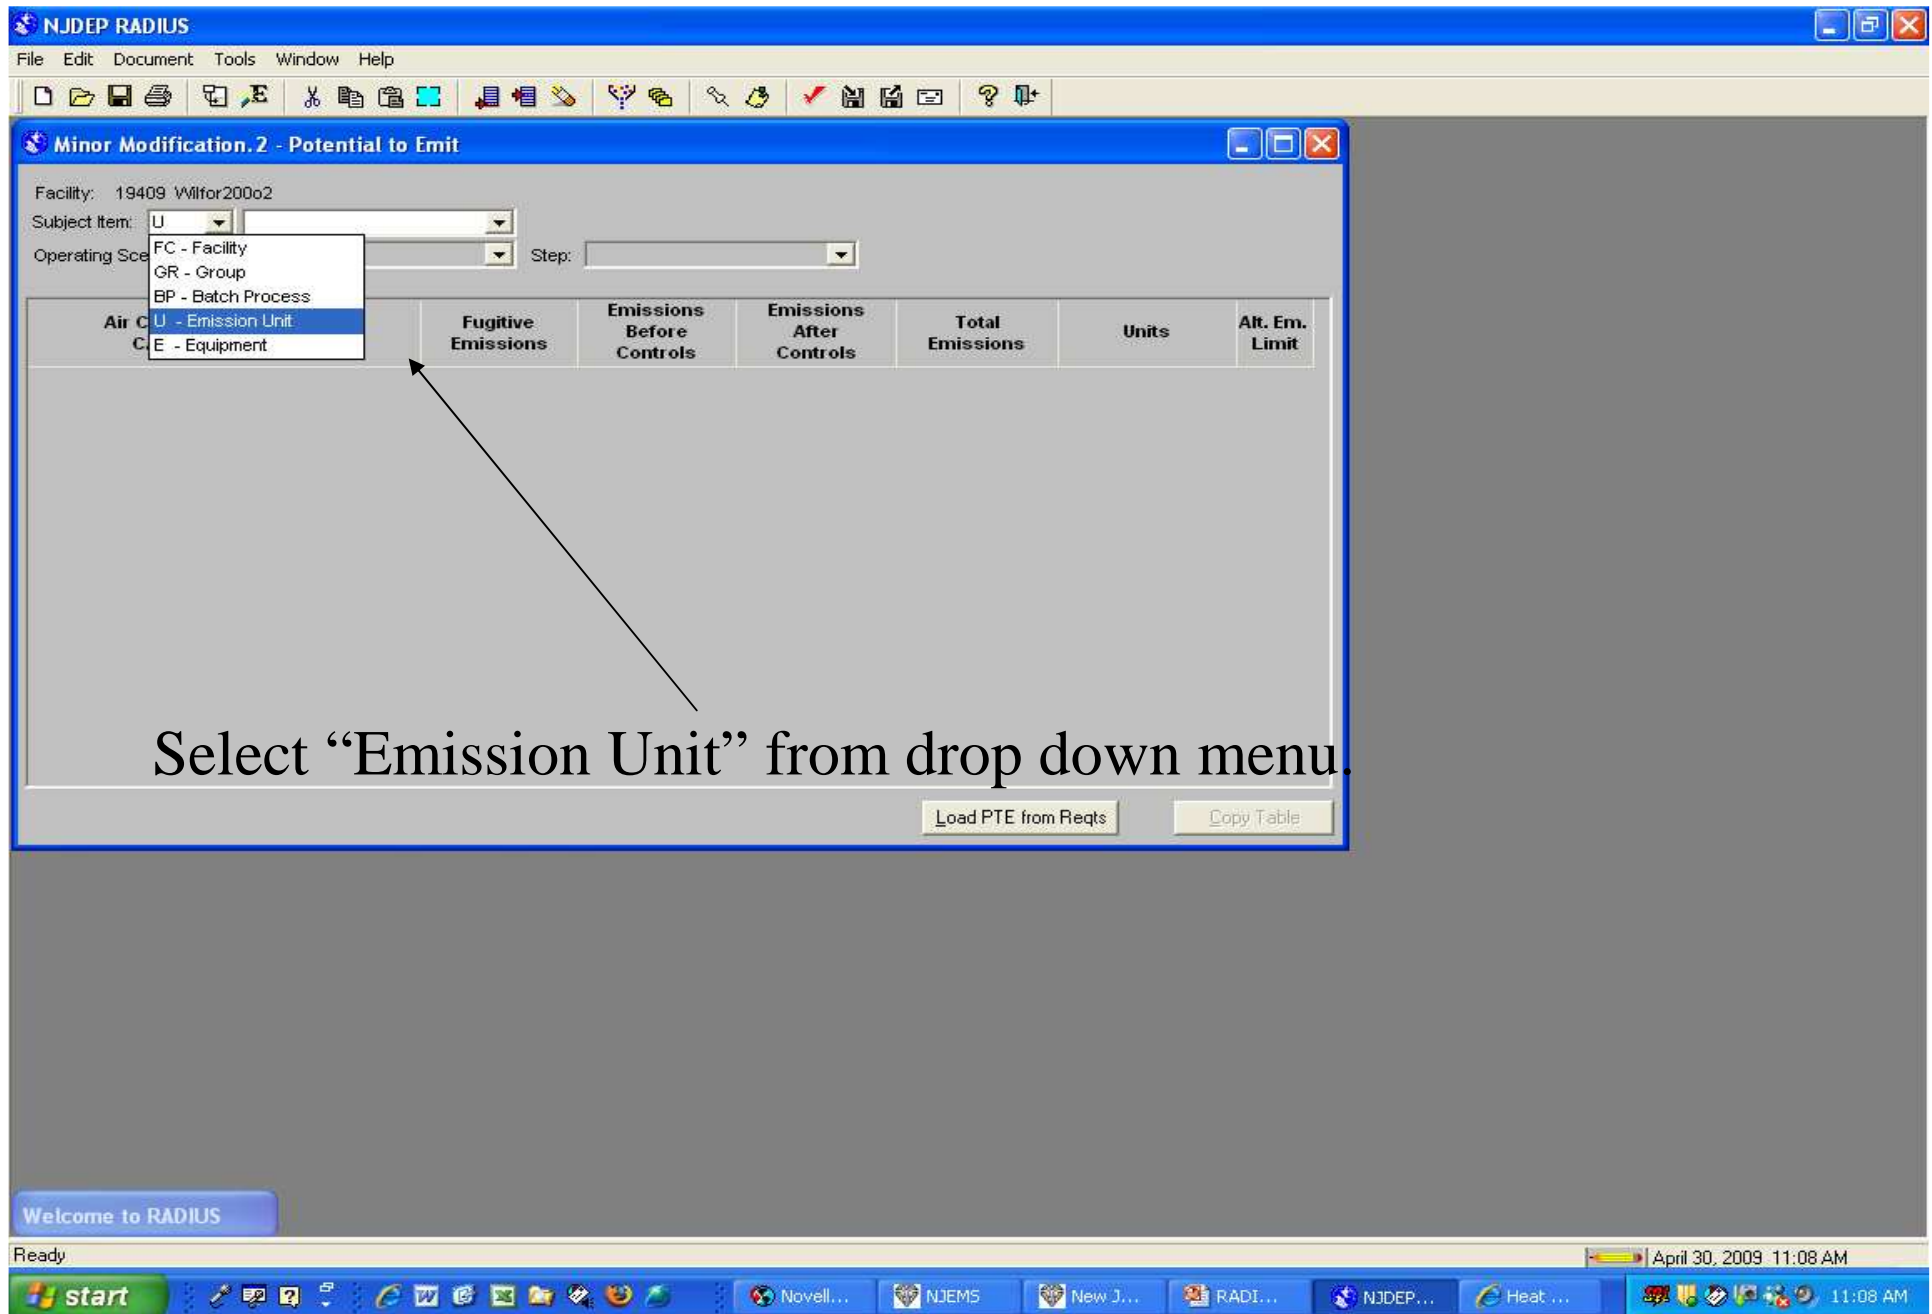 NJDEP RADIUS
File Edit Document Tools Window Help
Minor Modification.2 - Potential to Emit
Facility: 19409 Wilfor200o2
Subject Item: U
FC - Facility
Operating Sce
Step:
GR - Group
BP - Batch Process
U - Emission Unit
E - Equipment
Air C
C
Fugitive Emissions
Emissions Before Controls
Emissions After Controls
Total Emissions
Units
Alt. Em. Limit
Select “Emission Unit” from drop down menu.
Load PTE from Reqts
Copy Table
Welcome to RADIUS
Ready
April 30, 2009 11:08 AM
start
Novell...
NJEMS
New J...
RADI...
NJDEP...
Heat ...
11:08 AM